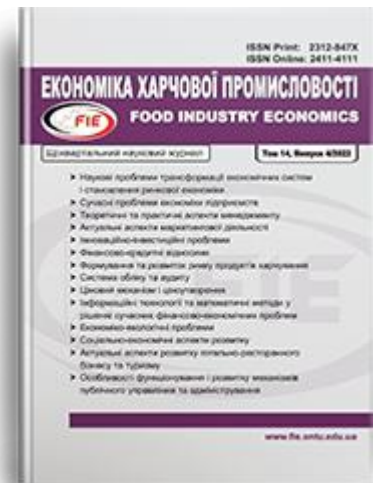 ISSN Print: 2312-847X
ISSN Online: 2411-4111
ЕКОНОМІКА ХАРЧОВОЇ ПРОМИСЛОВОСТІ
FIE
FOOD INDUSTRY ECONOMICS
Щоквартальний науковий журнал
Том 14, Випуск 4/2022
Наукові проблеми трансформації економічних систем
і становлення ринкової економіки
Сучасні проблеми економіки підприємств
Теоретичні та практичні аспекти менеджменту
Актуальні аспекти маркетингової діяльності
Інноваційно-інвестиційні проблеми
Фінансово-кредитні відносини
Формування та розвиток ринку продуктів харчування
Система обліку та аудиту
Ціновий механізм і ціноутворення
Інформаційні технології та математичні методи у
рішенні сучасних фінансово-економічних проблем
Економіко-екологічні проблеми
Соціально-економічні аспекти розвитку
Актуальні аспекти розвитку готельно-ресторанного
бізнесу та туризму
Особливості функціонування і розвитку механізмів
публічного управління та адміністрування
www.fie.ontu.edu.ua